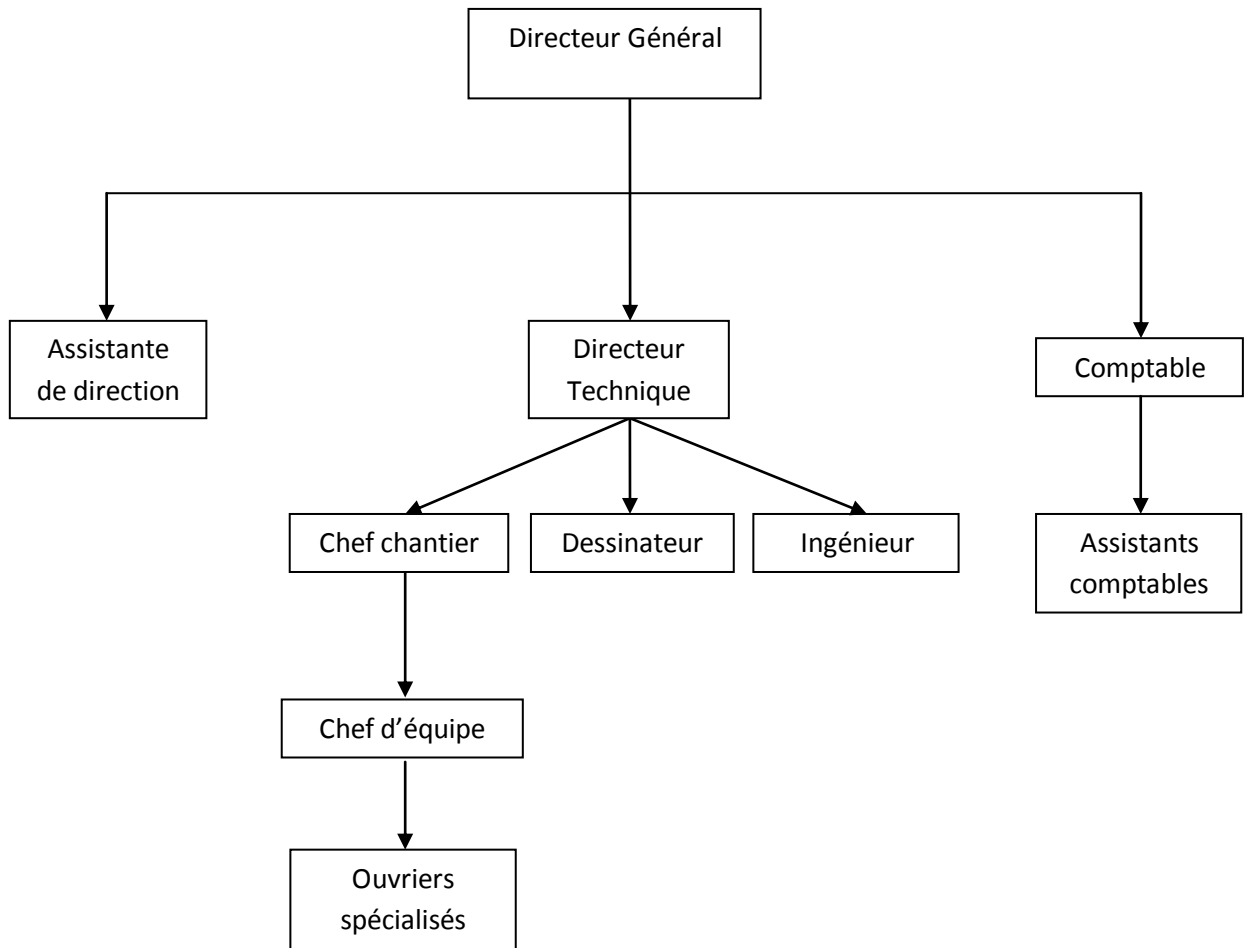 Directeur Général
Assistante
de direction
Directeur
Technique
Comptable
Chef chantier
Dessinateur
Ingénieur
Assistants
comptables
Chef d’équipe
Ouvriers
spécialisés